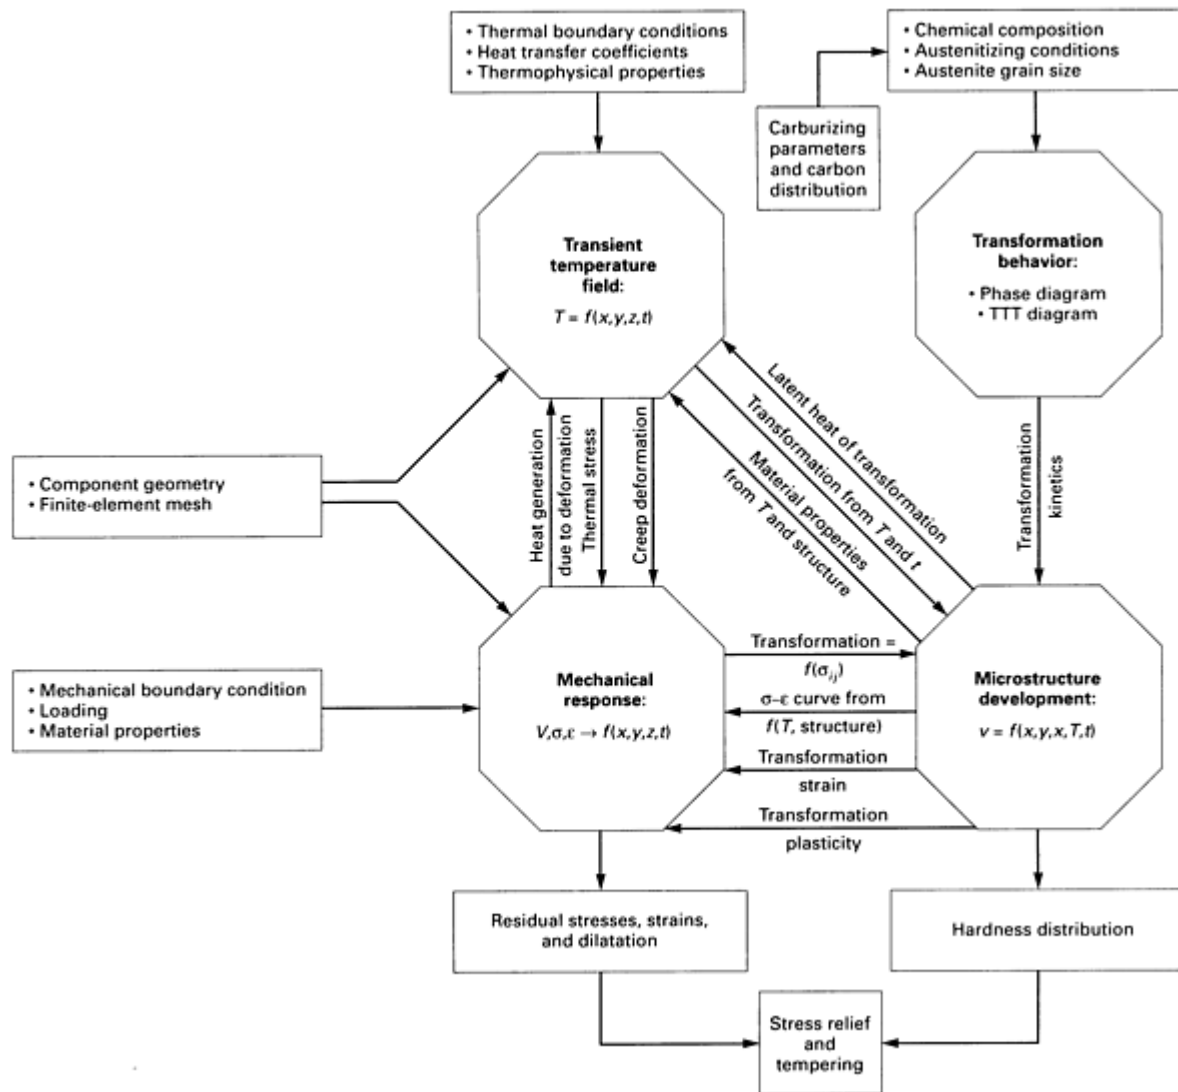 • Thermal boundary conditions
• Heat transfer coefficients
• Thermophysical properties
• Chemical composition
• Austenitizing conditions
• Austenite grain size
Carburizing
parameters
and carbon
distribution
Transient
temperature
field:
T = f(x,y,z,t)
Transformation
behavior:
• Phase diagram
• TTT diagram
• Component geometry
• Finite-element mesh
Heat generation
due to deformation
Thermal stress
Creep deformation
Latent heat of transformation
Transformation from T and t
Material properties
from T and structure
Transformation
kinetics
• Mechanical boundary condition
• Loading
• Material properties
Mechanical
response:
V,σ,ε → f(x,y,z,t)
Transformation =
f(σij)
σ–ε curve from
f(T, structure)
Transformation
strain
Transformation
plasticity
Microstructure
development:
v = f(x,y,x,T,t)
Residual stresses, strains,
and dilatation
Hardness distribution
Stress relief
and
tempering